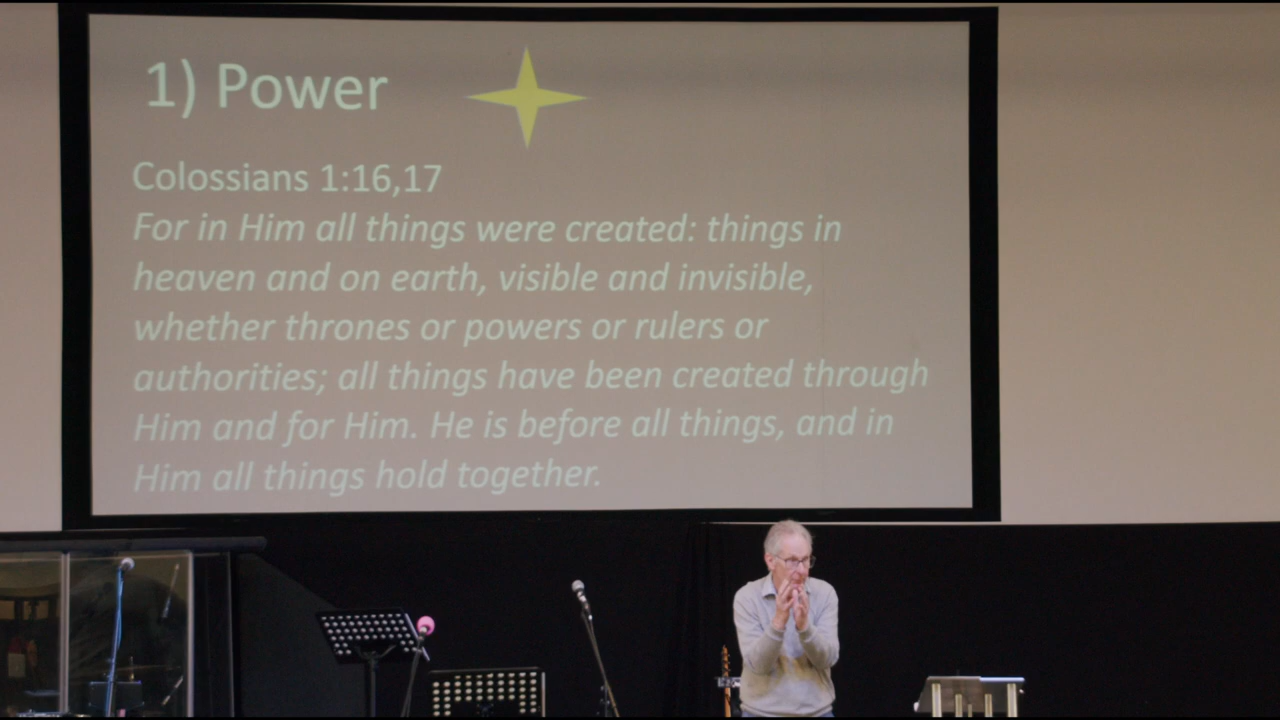 1) Power
Colossians 1:16,17
For in Him all things were created: things in
heaven and on earth, visible and invisible,
whether thrones or powers or rulers or
authorities; all things have been created through
Him and for Him. He is before all things, and in
Him all things hold together.